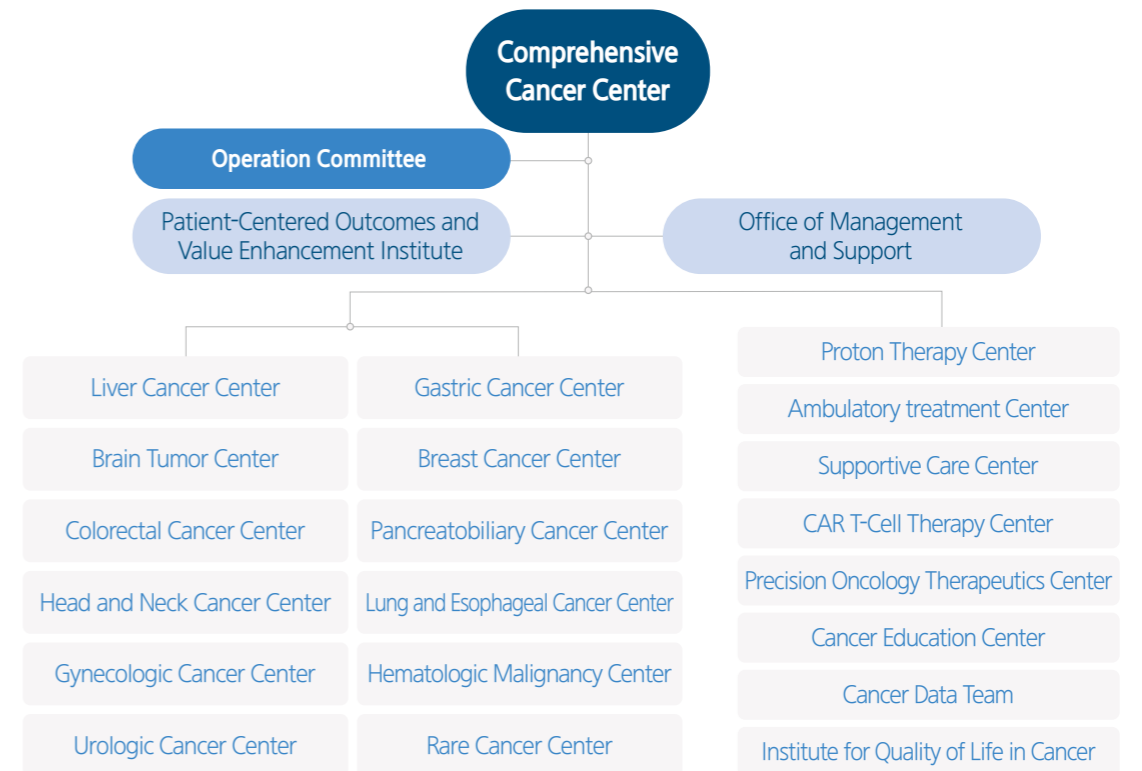 Comprehensive
Cancer Center
Operation Committee
Patient-Centered Outcomes and
Value Enhancement Institute
Office of Management
and Support
Liver Cancer Center
Brain Tumor Center
Colorectal Cancer Center
Head and Neck Cancer Center
Gynecologic Cancer Center
Urologic Cancer Center
Gastric Cancer Center
Breast Cancer Center
Pancreatobiliary Cancer Center
Lung and Esophageal Cancer Center
Hematologic Malignancy Center
Rare Cancer Center
Proton Therapy Center
Ambulatory treatment Center
Supportive Care Center
CAR T-Cell Therapy Center
Precision Oncology Therapeutics Center
Cancer Education Center
Cancer Data Team
Institute for Quality of Life in Cancer